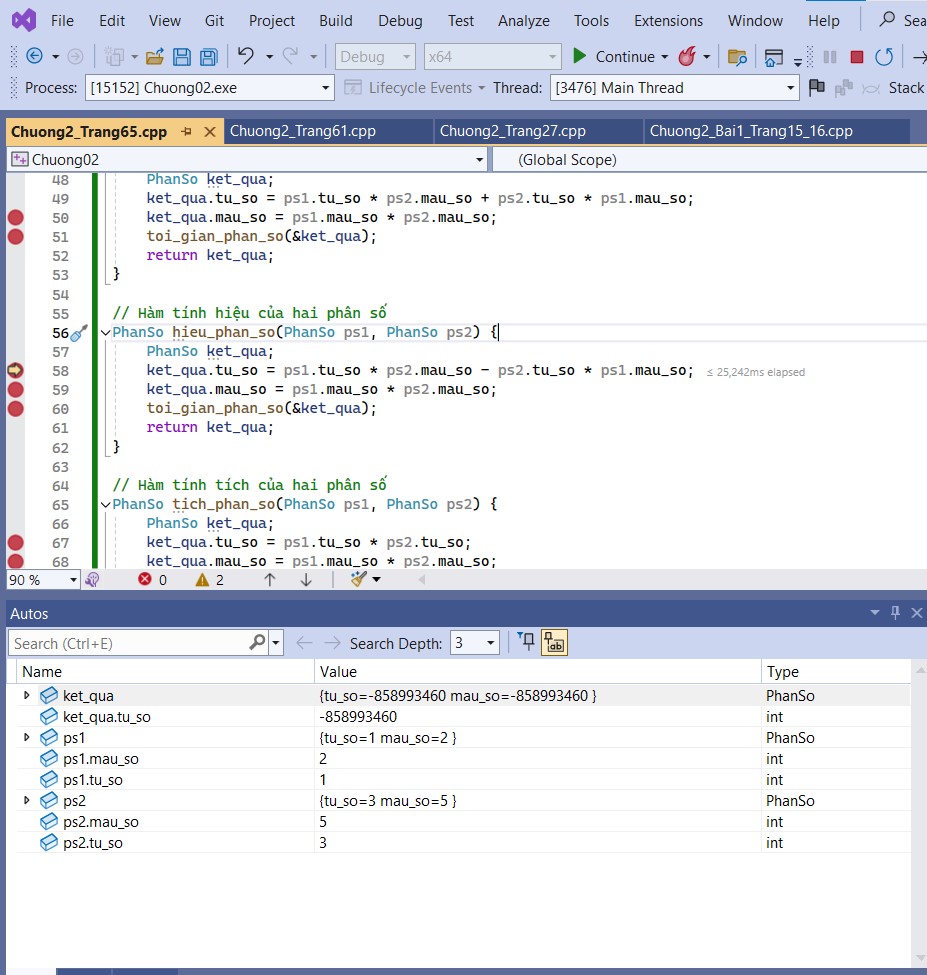 File Edit View Git Project Build Debug Test Analyze Tools Extensions Window Help
Debug x64 Continue
Process: [15152] Chuong02.exe Lifecycle Events Thread: [3476] Main Thread Stack
Chuong2_Trang65.cpp Chuong2_Trang61.cpp Chuong2_Trang27.cpp Chuong2_Bai1_Trang15_16.cpp
Chuong02 (Global Scope)
48 PhanSo ket_qua;
49 ket_qua.tu_so = ps1.tu_so * ps2.mau_so + ps2.tu_so * ps1.mau_so;
50 ket_qua.mau_so = ps1.mau_so * ps2.mau_so;
51 toi_gian_phan_so(&ket_qua);
52 return ket_qua;
53 }
54
55 // Hàm tính hiệu của hai phân số
56 PhanSo hieu_phan_so(PhanSo ps1, PhanSo ps2) {
57 PhanSo ket_qua;
58 ket_qua.tu_so = ps1.tu_so * ps2.mau_so - ps2.tu_so * ps1.mau_so; ≤ 25,242ms elapsed
59 ket_qua.mau_so = ps1.mau_so * ps2.mau_so;
60 toi_gian_phan_so(&ket_qua);
61 return ket_qua;
62 }
63
64 // Hàm tính tích của hai phân số
65 PhanSo tich_phan_so(PhanSo ps1, PhanSo ps2) {
66 PhanSo ket_qua;
67 ket_qua.tu_so = ps1.tu_so * ps2.tu_so;
68 ket_qua.mau_so = ps1.mau_so * ps2.mau_so;
90 % 0 2
Autos
Search (Ctrl+E) Search Depth: 3
Name Value Type
ket_qua {tu_so=-858993460 mau_so=-858993460 } PhanSo
ket_qua.tu_so -858993460 int
ps1 {tu_so=1 mau_so=2 } PhanSo
ps1.mau_so 2 int
ps1.tu_so 1 int
ps2 {tu_so=3 mau_so=5 } PhanSo
ps2.mau_so 5 int
ps2.tu_so 3 int